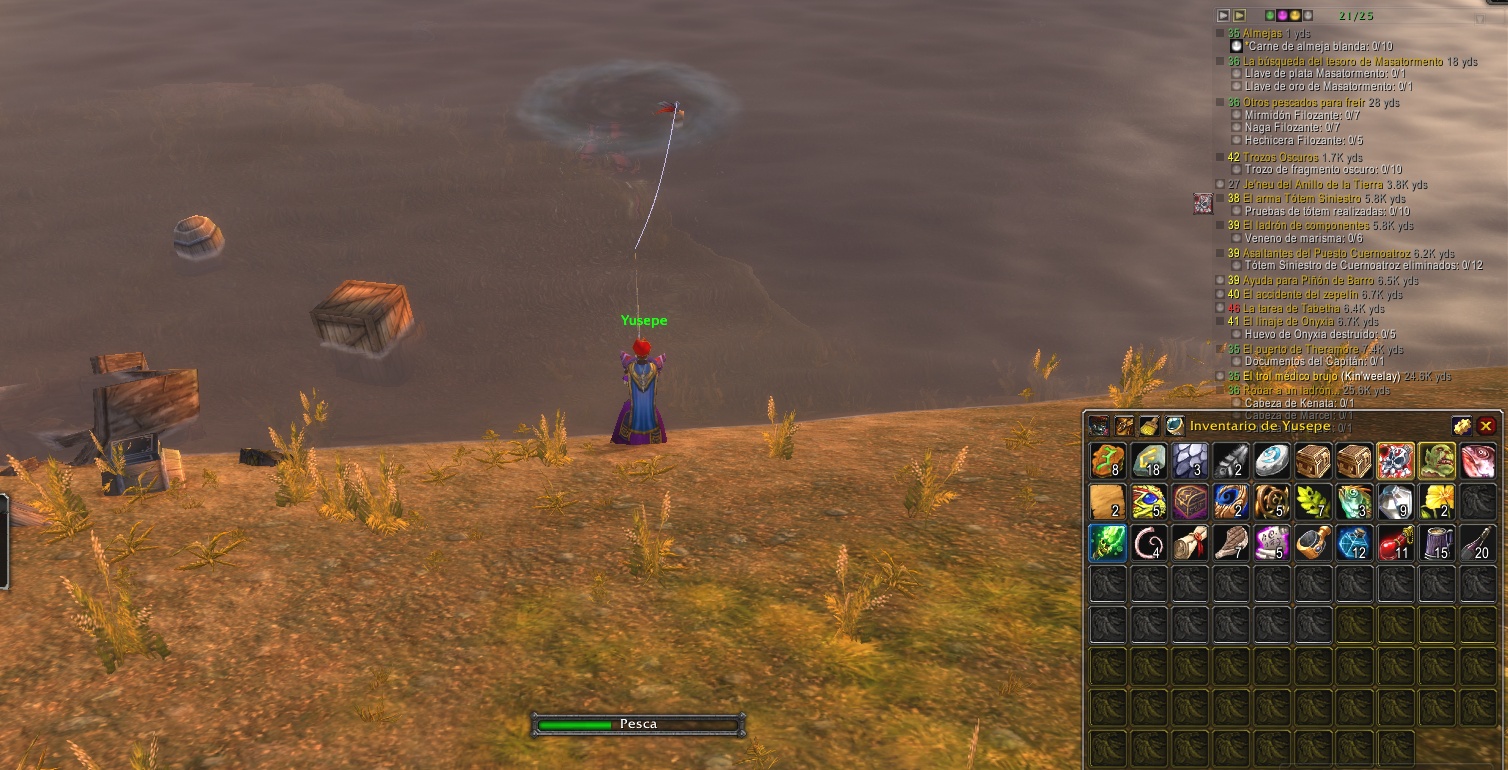 21/25
35 Almejas 1 yds
*Carne de almeja blanda: 0/10
36 La búsqueda del tesoro de Masatormento 18 yds
Llave de plata Masatormento: 0/1
Llave de oro de Masatormento: 0/1
36 Otros pescados para freír 28 yds
Mirmidón Filozante: 0/7
Naga Filozante: 0/7
Hechicera Filozante: 0/5
42 Trozos Oscuros 1.7K yds
Trozo de fragmento oscuro: 0/10
27 Je'neu del Anillo de la Tierra 3.8K yds
38 El arma Tótem Siniestro 5.8K yds
Pruebas de tótem realizadas: 0/10
39 El ladrón de componentes 5.8K yds
Veneno de marisma: 0/6
39 Asaltantes del Puesto Cuernoatroz 6.2K yds
Tótem Siniestro de Cuernoatroz eliminados: 0/12
39 Ayuda para Piñón de Barro 6.5K yds
40 El accidente del zepelín 6.7K yds
46 La tarea de Tabetha 6.4K yds
41 El linaje de Onyxia 6.7K yds
Huevo de Onyxia destruido: 0/5
35 El puerto de Theramore 7.4K yds
Documentos del Capitán: 0/1
35 El trol médico brujo (Kin'weelay) 24.6K yds
36 Robar a un ladrón... 25.6K yds
Cabeza de Kenata: 0/1
Cabeza de Marcel: 0/1
Yusepe
Inventario de Yusepe
8 18 3 2
2 5 2 5 7 3 9 2
4 7 5 12 11 15 20
Pesca